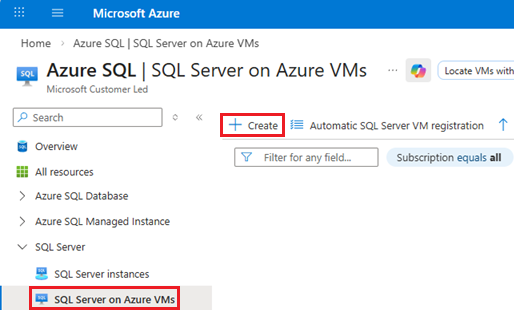 Microsoft Azure
Home > Azure SQL | SQL Server on Azure VMs
Azure SQL | SQL Server on Azure VMs ... Locate VMs with
Microsoft Customer Led
Search
+ Create Automatic SQL Server VM registration
Overview
Filter for any field... Subscription equals all
All resources
Azure SQL Database
Azure SQL Managed Instance
SQL Server
SQL Server instances
SQL Server on Azure VMs